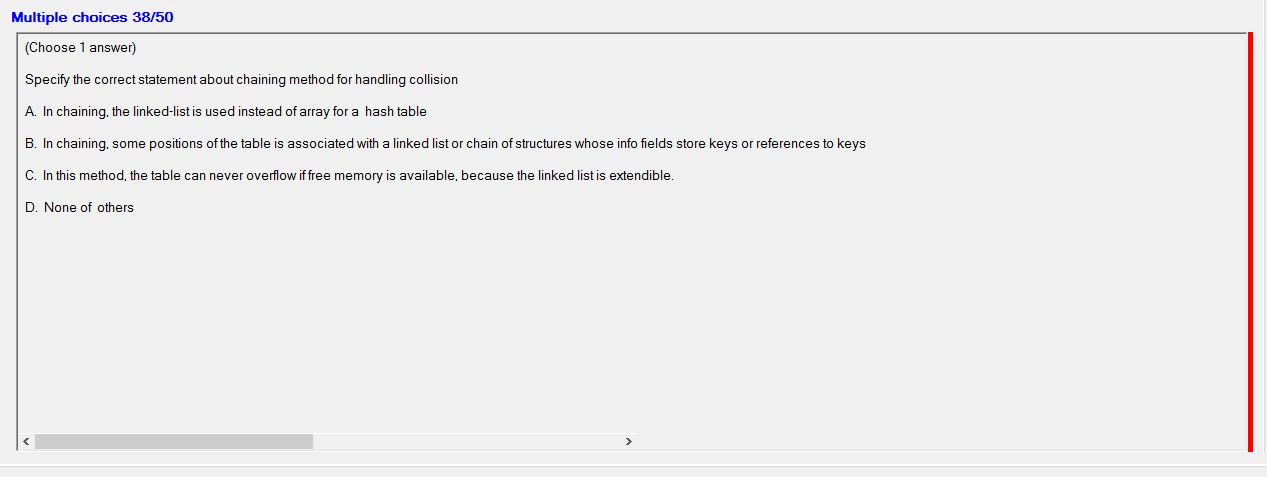 Multiple choices 38/50
(Choose 1 answer)
Specify the correct statement about chaining method for handling collision
A. In chaining, the linked-list is used instead of array for a hash table
B. In chaining, some positions of the table is associated with a linked list or chain of structures whose info fields store keys or references to keys
C. In this method, the table can never overflow if free memory is available, because the linked list is extendible.
D. None of others